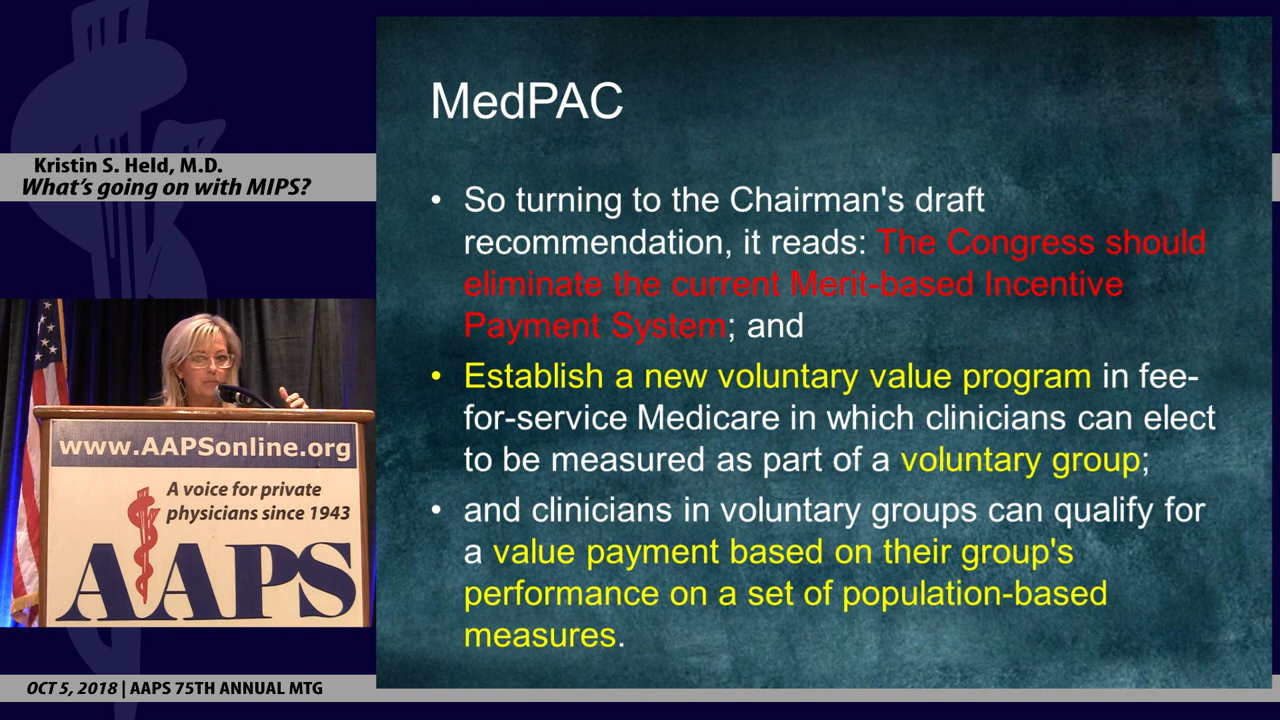 Kristin S. Held, M.D.
What's going on with MIPS?
www.AAPSonline.org
A voice for private
physicians since 1943
AAPS
OCT 5, 2018 | AAPS 75TH ANNUAL MTG
MedPAC
• So turning to the Chairman's draft
recommendation, it reads: The Congress should
eliminate the current Merit-based Incentive
Payment System; and
• Establish a new voluntary value program in fee-
for-service Medicare in which clinicians can elect
to be measured as part of a voluntary group;
• and clinicians in voluntary groups can qualify for
a value payment based on their group's
performance on a set of population-based
measures.